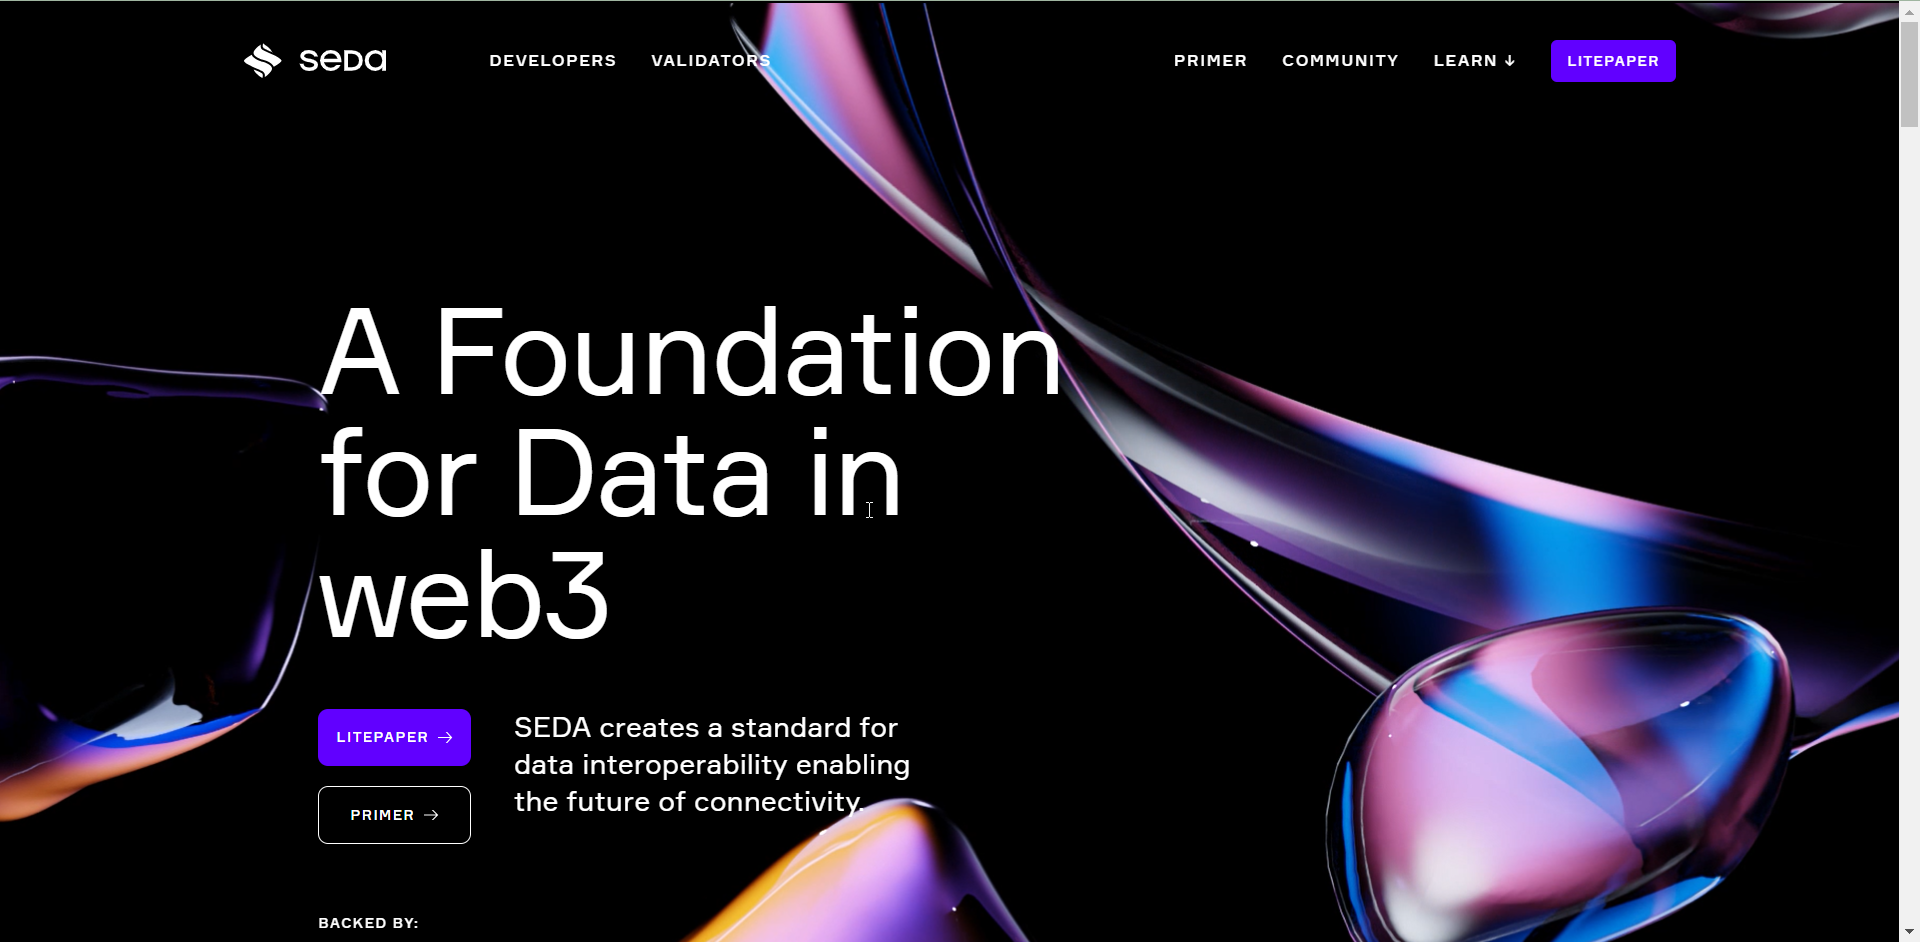 seda
DEVELOPERS
VALIDATORS
PRIMER
COMMUNITY
LEARN ↓
LITEPAPER
A Foundation
for Data in
web3
LITEPAPER →
PRIMER →
SEDA creates a standard for
data interoperability enabling
the future of connectivity.
BACKED BY: